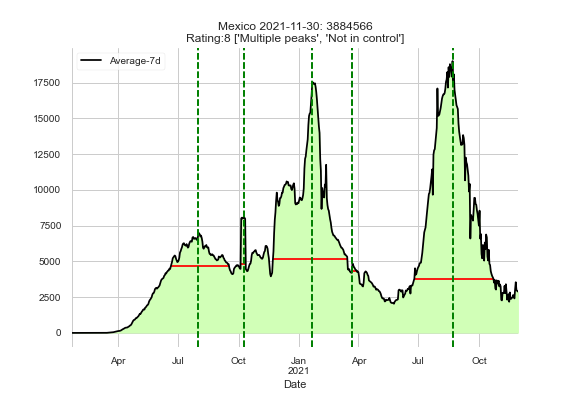 Mexico 2021-11-30: 3884566
Rating:8 ['Multiple peaks', 'Not in control']
Average-7d
17500
15000
12500
10000
7500
5000
2500
0
Apr Jul Oct Jan Apr Jul Oct
2021
Date